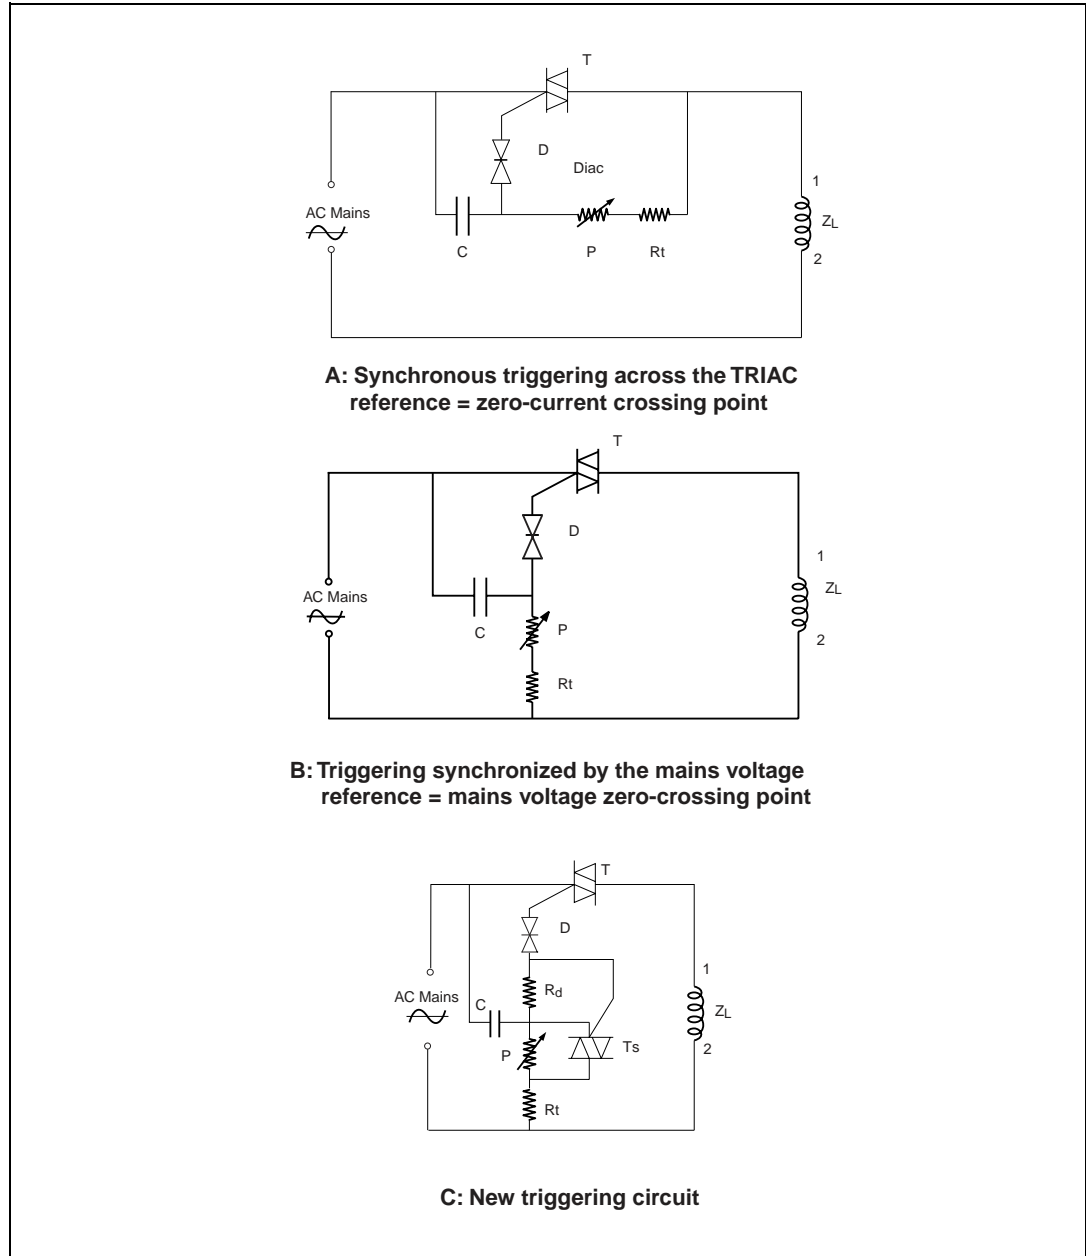 T
D
Diac
1
AC Mains
ZL
C
P
Rt
2
A: Synchronous triggering across the TRIAC
reference = zero-current crossing point
T
D
1
AC Mains
ZL
C
P
2
Rt
B: Triggering synchronized by the mains voltage
reference = mains voltage zero-crossing point
T
D
1
Rd
AC Mains
C
ZL
P
Ts
2
Rt
C: New triggering circuit